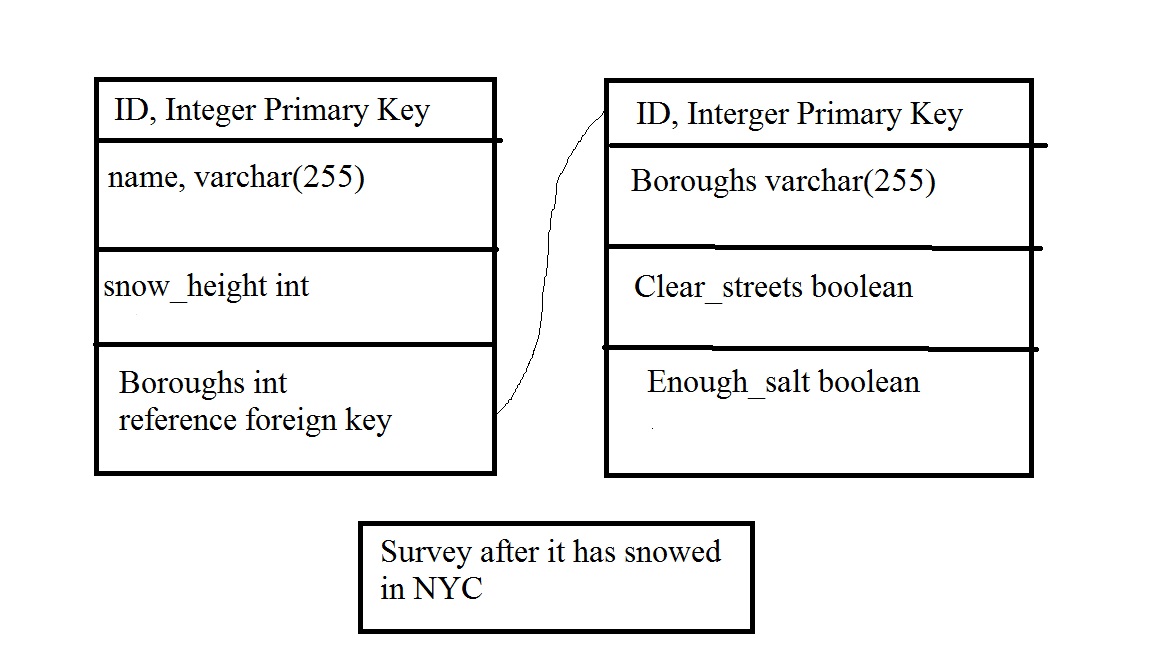 ID, Integer Primary Key
name, varchar(255)
snow_height int
Boroughs int
reference foreign key
ID, Interger Primary Key
Boroughs varchar(255)
Clear_streets boolean
Enough_salt boolean
Survey after it has snowed
in NYC